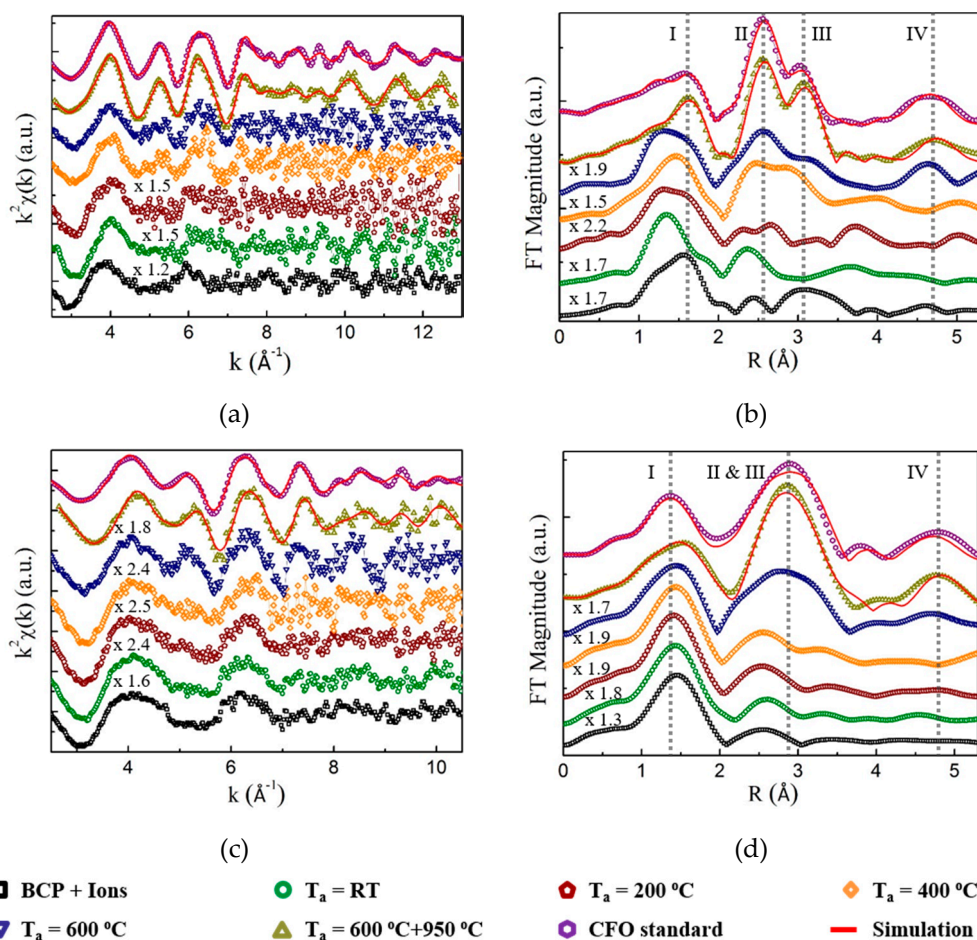 I II III IV
k²χ(k) (a.u.)
x 1.5
x 1.5
x 1.2
4 6 8 10 12
k (Å⁻¹)
(a)
FT Magnitude (a.u.)
x 1.9
x 1.5
x 2.2
x 1.7
x 1.7
0 1 2 3 4 5
R (Å)
(b)
I II & III IV
k²χ(k) (a.u.)
x 1.8
x 2.4
x 2.5
x 2.4
x 1.6
4 6 8 10
k (Å⁻¹)
(c)
FT Magnitude (a.u.)
x 1.7
x 1.9
x 1.9
x 1.8
x 1.3
0 1 2 3 4 5
R (Å)
(d)
BCP + Ions Tₐ = RT Tₐ = 200 ºC Tₐ = 400 ºC
Tₐ = 600 ºC Tₐ = 600 ºC+950 ºC CFO standard Simulation